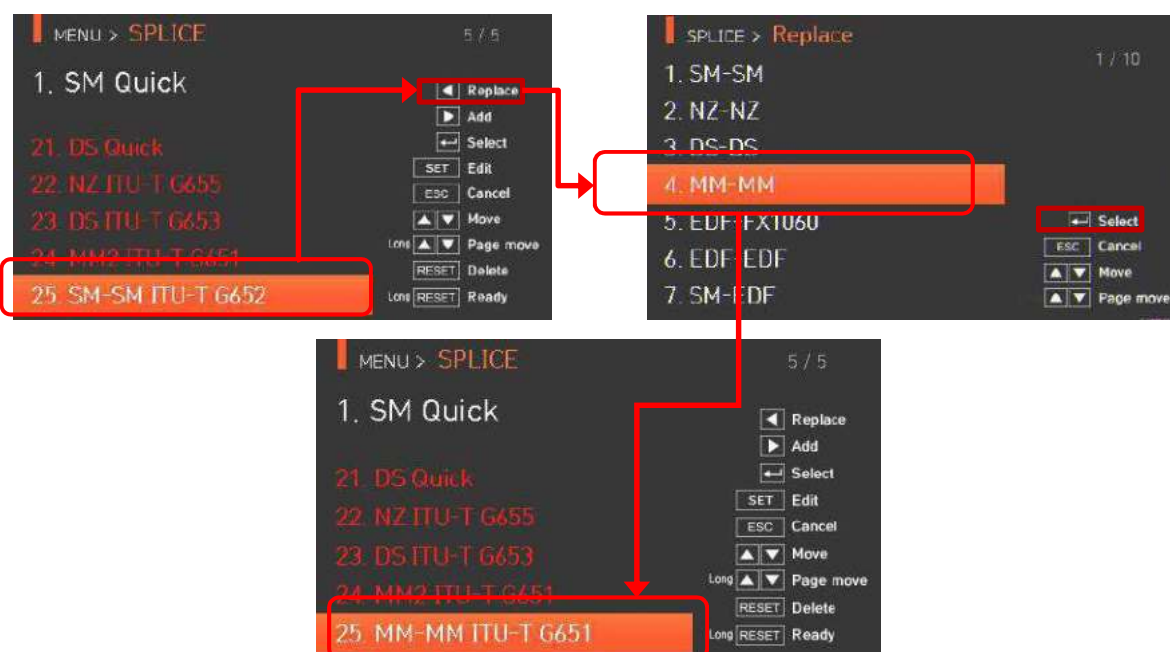 MENU > SPLICE
5 / 5
1. SM Quick
21. DS Quick
22. NZ ITU-T G655
23. DS ITU-T G653
24. MM2 ITU-T G651
25. SM-SM ITU-T G652
Replace
Add
Select
SET Edit
ESC Cancel
Move
Long Page move
RESET Delete
Long RESET Ready
SPLICE > Replace
1 / 10
1. SM-SM
2. NZ-NZ
3. DS-DS
4. MM-MM
5. EDF-FX1060
6. EDF-EDF
7. SM-EDF
Select
ESC Cancel
Move
Page move
MENU > SPLICE
5 / 5
1. SM Quick
21. DS Quick
22. NZ ITU-T G655
23. DS ITU-T G653
24. MM2 ITU-T G651
25. MM-MM ITU-T G651
Replace
Add
Select
SET Edit
ESC Cancel
Move
Long Page move
RESET Delete
Long RESET Ready